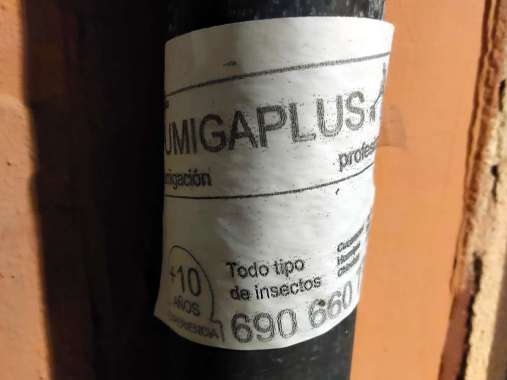 UMIGAPLUS
profes
migación
+10
AÑOS
Todo tipo
de insectos
690 660